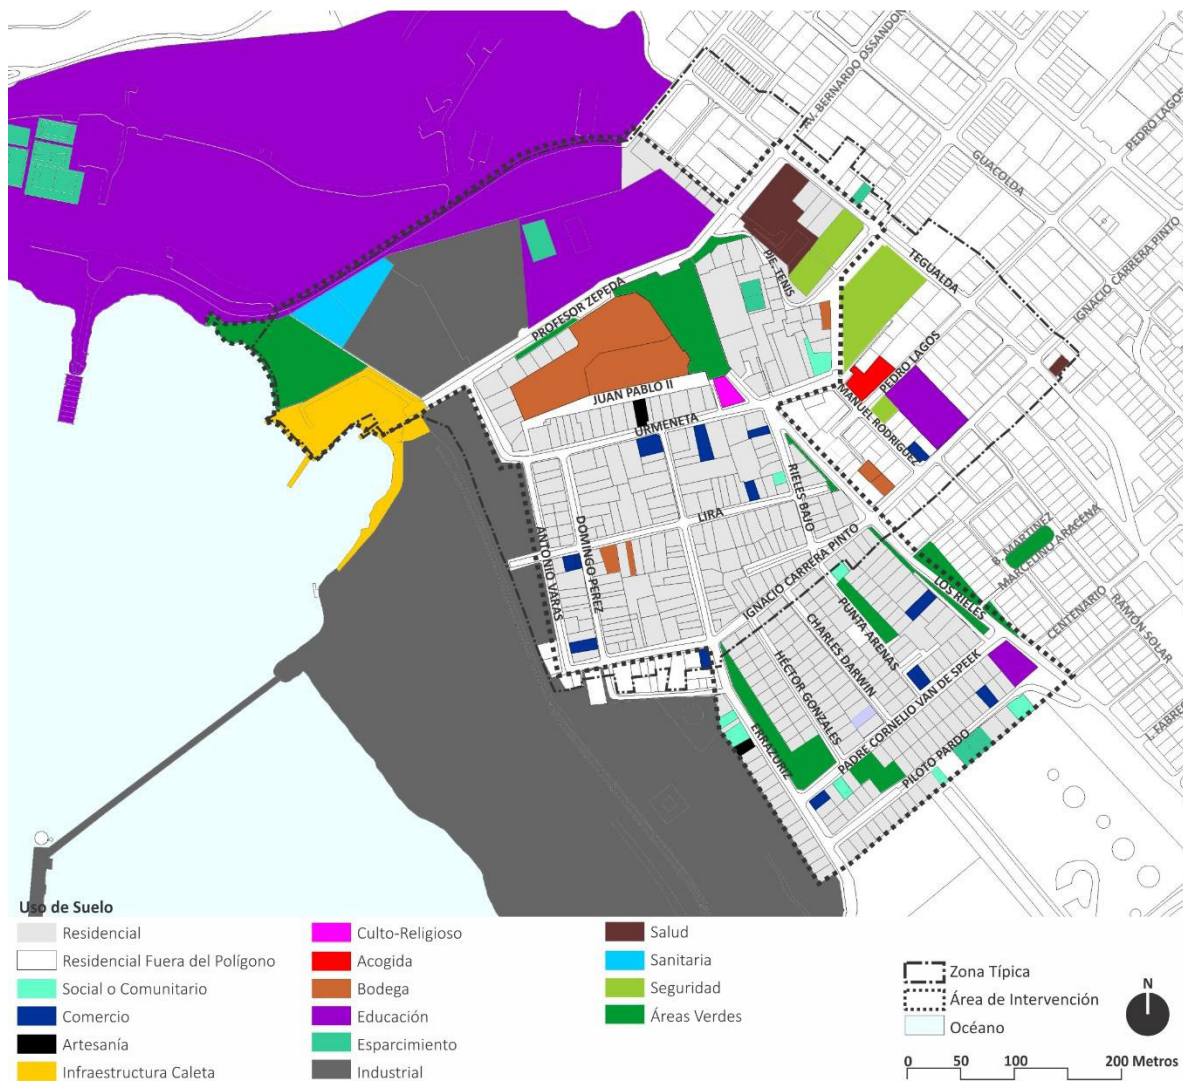 AV. BERNARDO OSSANDON
PEDRO LAGOS
GUACOLDA
IGNACIO CARRERA PINTO
TEGUALDA
PJE. TENIS
PROFESOR ZEPEDA
PEDRO LAGOS
MANUEL RODRIGUEZ
JUAN PABLO II
URMENETA
RIELES BAJO
LIRA
ANTONIO VARAS
DOMINGO PEREZ
IGNACIO CARRERA PINTO
B. MARTINEZ
MARCELINO ARACENA
LOS RIELES
CENTENARIO
RAMON SOLAR
PUNTA ARENAS
CHARLES DARWIN
HÉCTOR GONZALES
PADRE CORNELIO VAN DE SPEEK
PILOTO PARDO
ERRAZURIZ
Uso de Suelo
Residencial
Residencial Fuera del Polígono
Social o Comunitario
Comercio
Artesanía
Infraestructura Caleta
Culto-Religioso
Acogida
Bodega
Educación
Esparcimiento
Industrial
Salud
Sanitaria
Seguridad
Áreas Verdes
Zona Típica
Área de Intervención
Océano
N
0 50 100 200 Metros